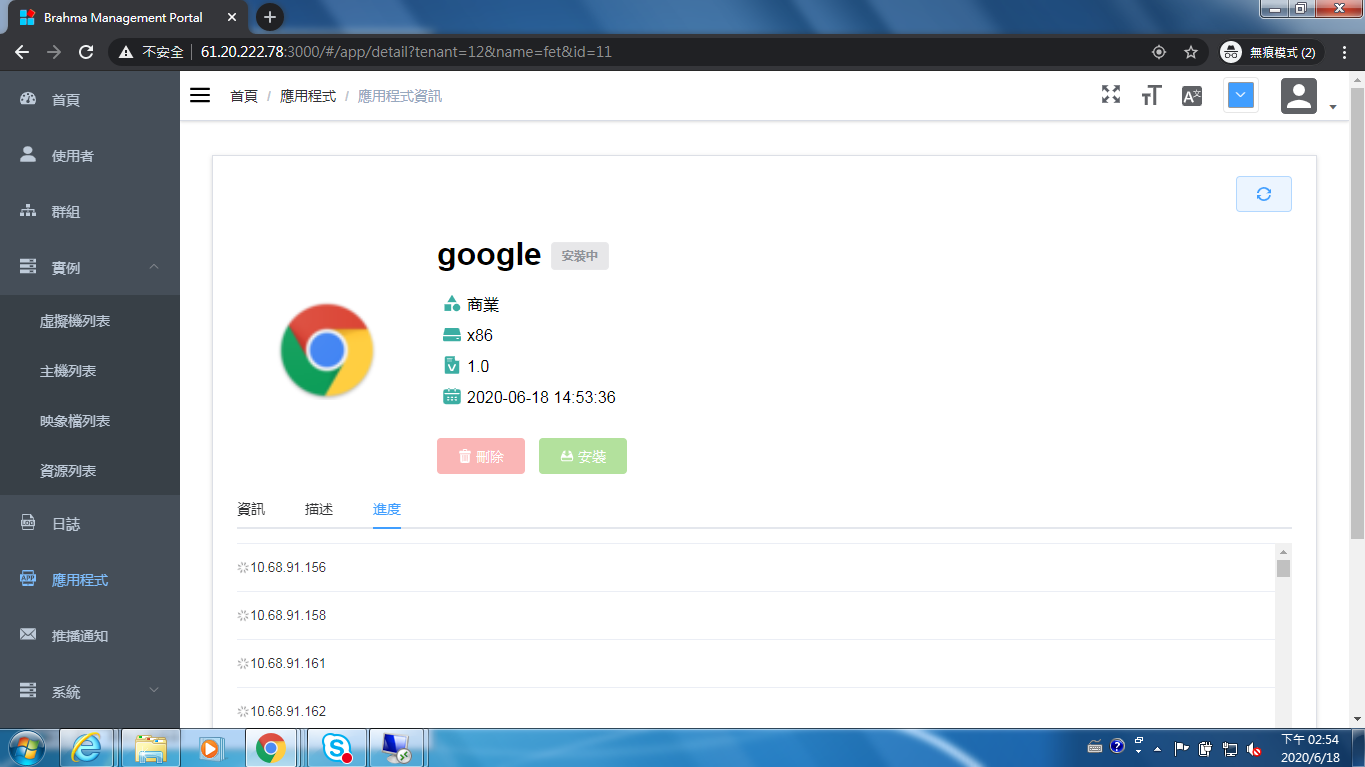 Brahma Management Portal
不安全
61.20.222.78:3000/#/app/detail?tenant=12&name=fet&id=11
無痕模式 (2)
首頁
使用者
群組
實例
虛擬機列表
主機列表
映象檔列表
資源列表
日誌
應用程式
推播通知
系統
首頁 / 應用程式 / 應用程式資訊
google 安裝中
商業
x86
1.0
2020-06-18 14:53:36
刪除 安裝
資訊 描述 進度
10.68.91.156
10.68.91.158
10.68.91.161
10.68.91.162
下午 02:54
2020/6/18